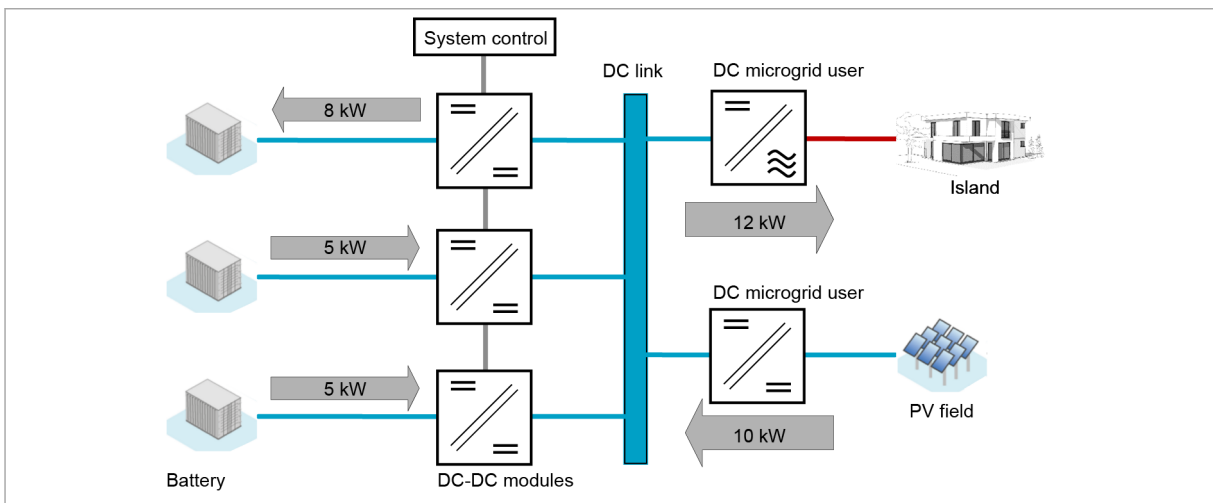 System control
DC link
DC microgrid user
8 kW
Island
12 kW
5 kW
DC microgrid user
5 kW
PV field
10 kW
Battery
DC-DC modules